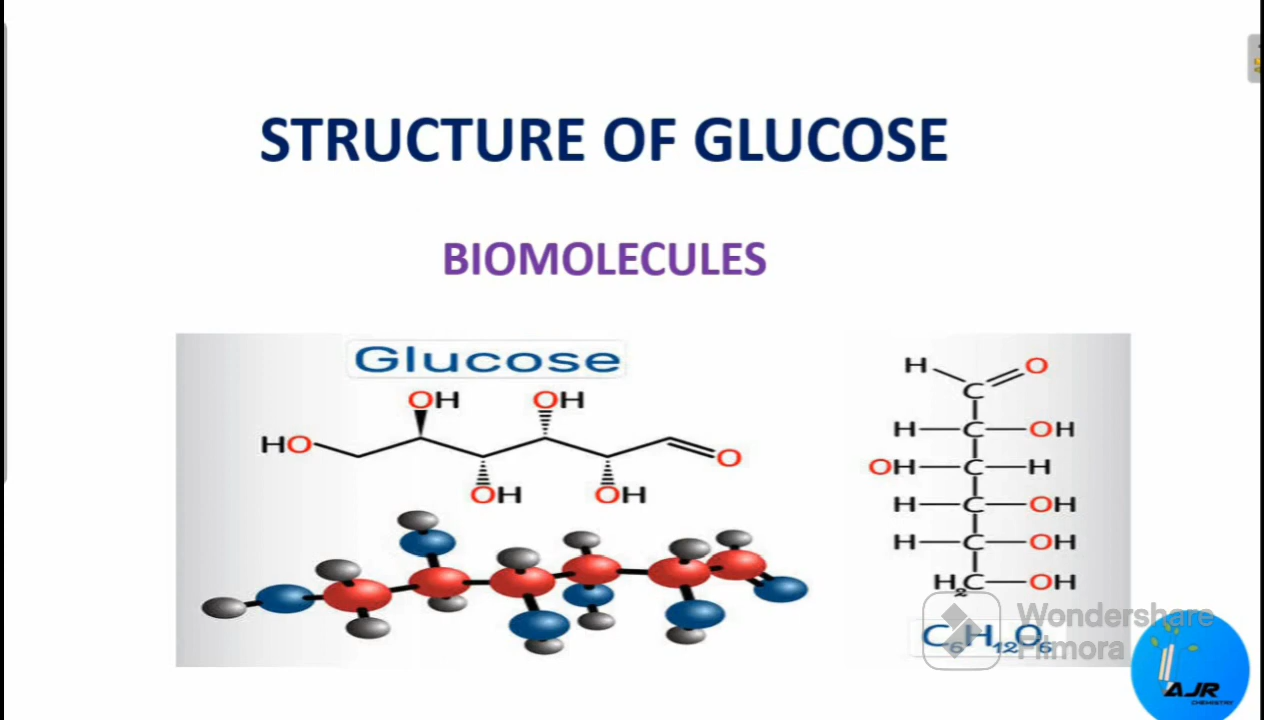 STRUCTURE OF GLUCOSE
BIOMOLECULES
Glucose
OH OH
HO O
OH OH
H O
C
H C OH
OH C H
H C OH
H C OH
H₂C OH
C₆H₁₂O₆
Wondershare
Filmora
AJR
CHEMISTRY